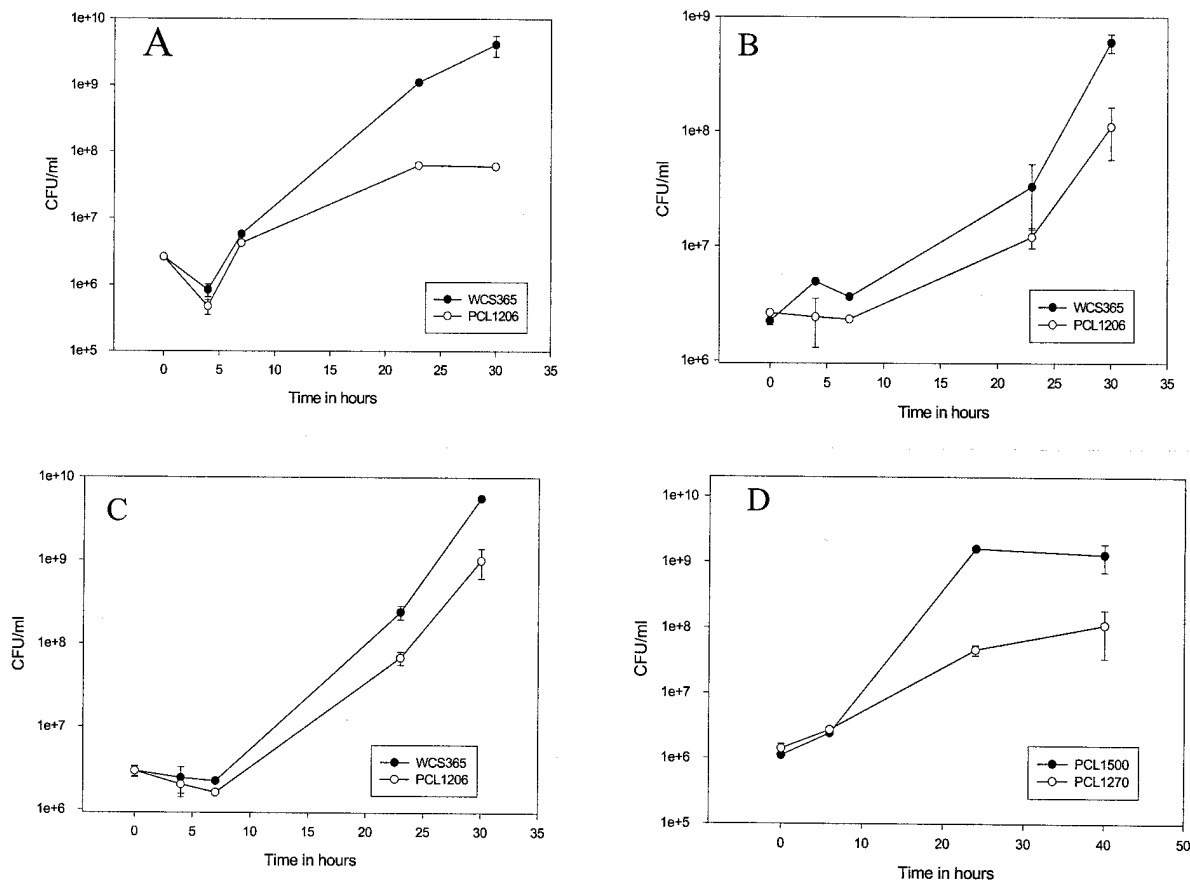 A
1e+10
1e+9
1e+8
1e+7
1e+6
1e+5
CFU/ml
WCS365
PCL1206
0 5 10 15 20 25 30 35
Time in hours
B
1e+9
1e+8
1e+7
1e+6
CFU/ml
WCS365
PCL1206
0 5 10 15 20 25 30 35
Time in hours
C
1e+10
1e+9
1e+8
1e+7
1e+6
CFU/ml
WCS365
PCL1206
0 5 10 15 20 25 30 35
Time in hours
D
1e+10
1e+9
1e+8
1e+7
1e+6
1e+5
CFU/ml
PCL1500
PCL1270
0 10 20 30 40 50
Time in hours